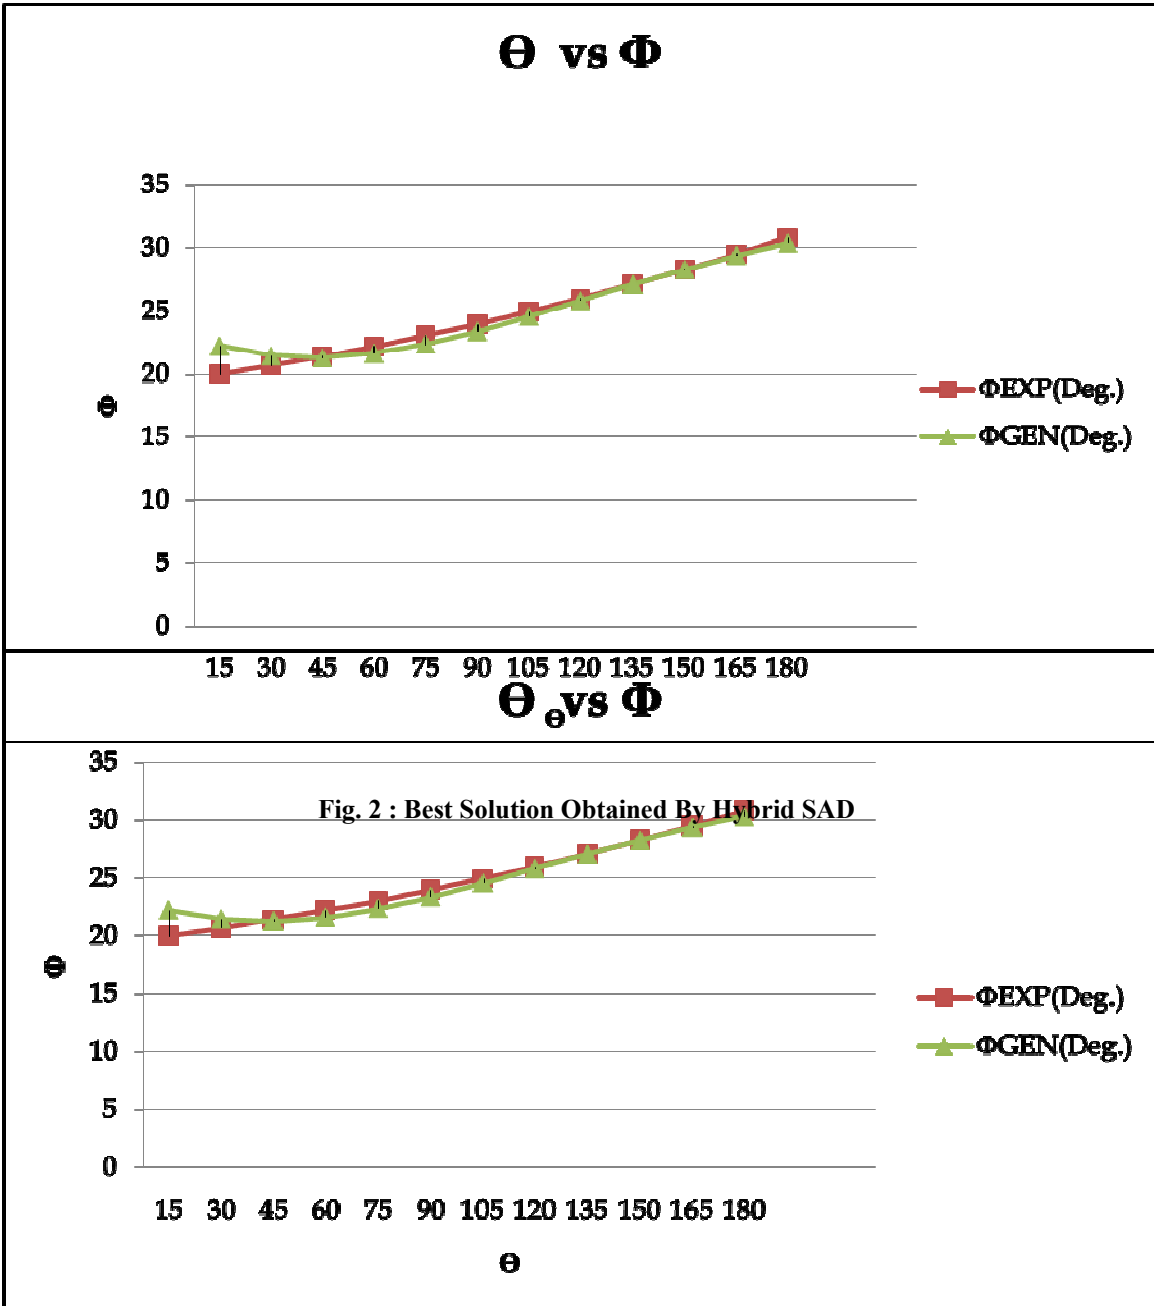 Ө vs Φ
35
30
25
20
15
10
5
0
Φ
ΦEXP(Deg.)
ΦGEN(Deg.)
15 30 45 60 75 90 105 120 135 150 165 180
Ө vs Φ
Ө
35
30
25
20
15
10
5
0
Fig. 2 : Best Solution Obtained By Hybrid SAD
Φ
ΦEXP(Deg.)
ΦGEN(Deg.)
15 30 45 60 75 90 105 120 135 150 165 180
Ө